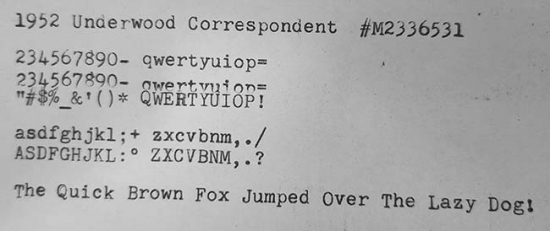 1952 Underwood Correspondent #M2336531
234567890- qwertyuiop=
234567890- qwertyuiop=
"#$%_&'()* QWERTYUIOP!
asdfghjkl;+ zxcvbnm,./
ASDFGHJKL:° ZXCVBNM,.?
The Quick Brown Fox Jumped Over The Lazy Dog!